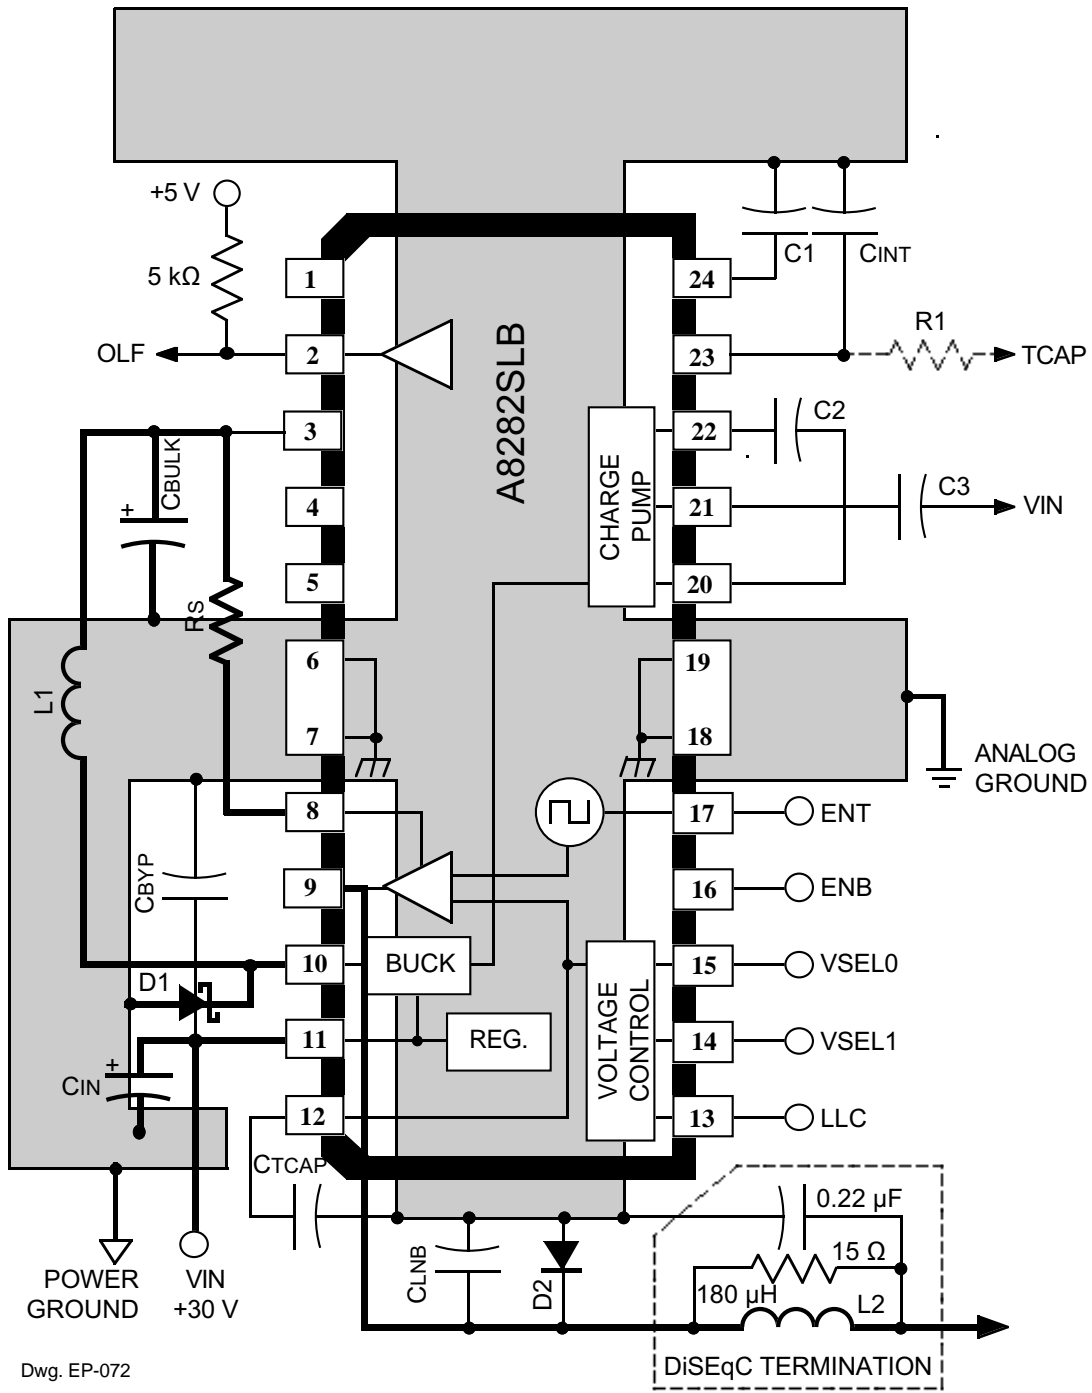 +5 V
5 kΩ
OLF
A8282SLB
1
2
3
4
5
6
7
8
9
10
11
12
24
23
22
21
20
19
18
17
16
15
14
13
C1
CINT
R1
TCAP
C2
C3
VIN
CHARGE
PUMP
CBULK
RS
L1
ANALOG
GROUND
ENT
ENB
VSEL0
VSEL1
LLC
CBYP
D1
+
+
CIN
BUCK
REG.
VOLTAGE
CONTROL
CTCAP
CLNB
D2
0.22 µF
15 Ω
180 µH
L2
DiSEqC TERMINATION
POWER
GROUND
VIN
+30 V
Dwg. EP-072